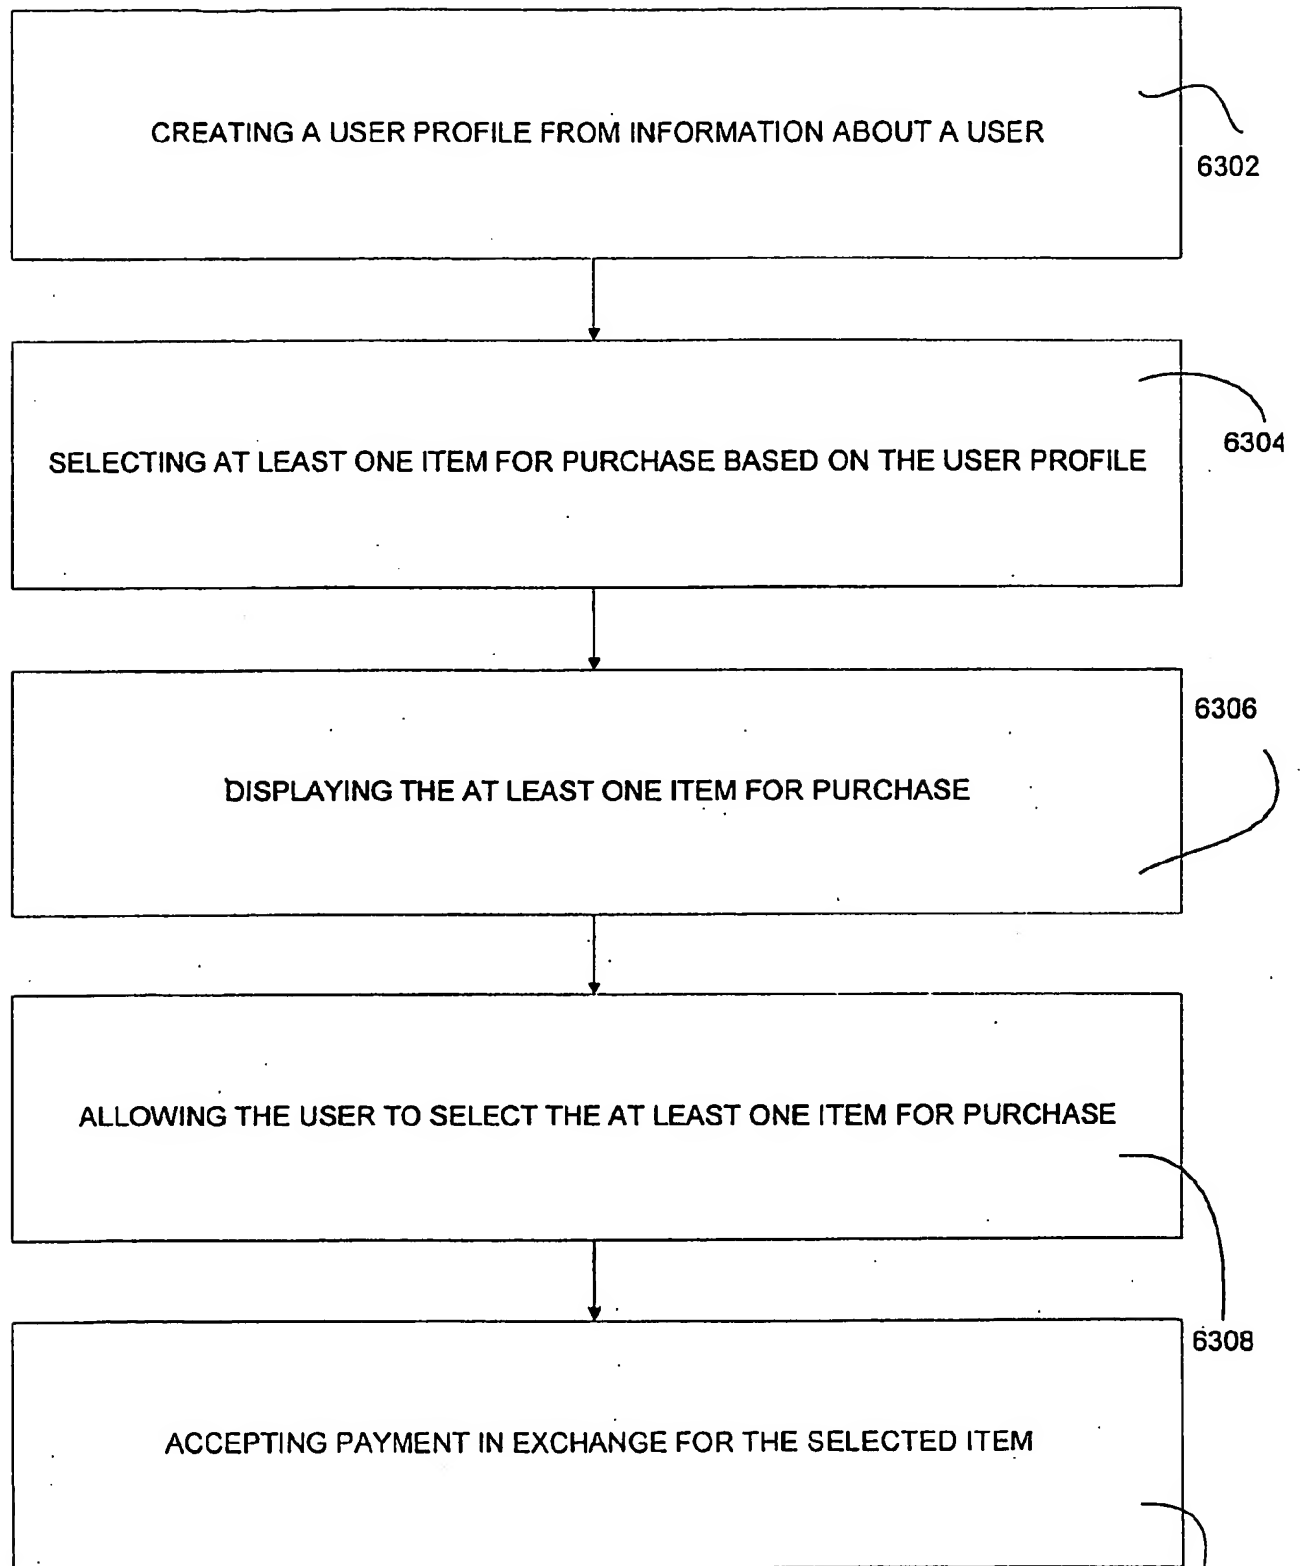 CREATING A USER PROFILE FROM INFORMATION ABOUT A USER
6302
SELECTING AT LEAST ONE ITEM FOR PURCHASE BASED ON THE USER PROFILE
6304
6306
DISPLAYING THE AT LEAST ONE ITEM FOR PURCHASE
ALLOWING THE USER TO SELECT THE AT LEAST ONE ITEM FOR PURCHASE
6308
ACCEPTING PAYMENT IN EXCHANGE FOR THE SELECTED ITEM